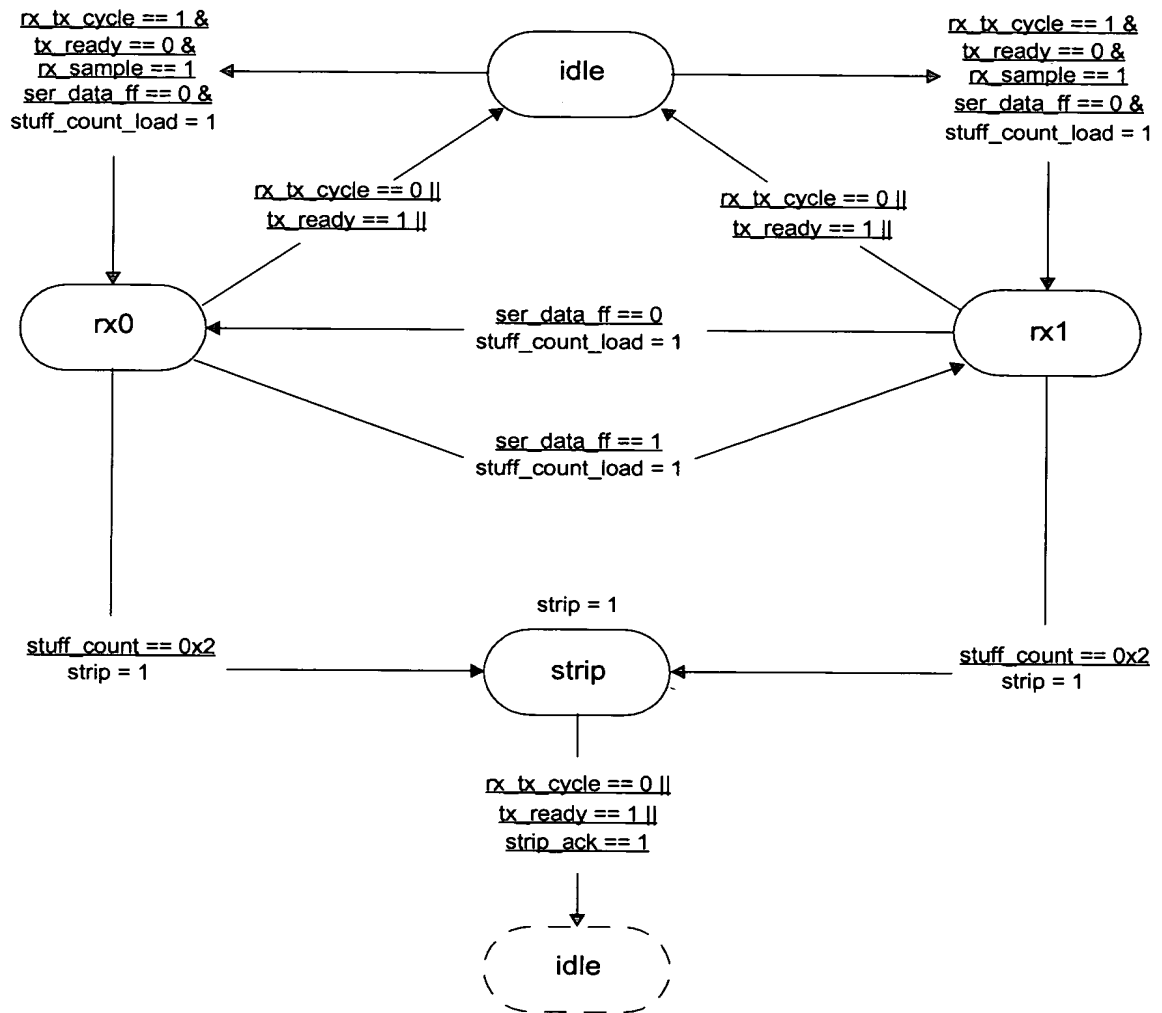 rx_tx_cycle == 1 &
tx_ready == 0 &
rx_sample == 1
ser_data_ff == 0 &
stuff_count_load = 1
idle
rx_tx_cycle == 1 &
tx_ready == 0 &
rx_sample == 1
ser_data_ff == 0 &
stuff_count_load = 1
rx_tx_cycle == 0 ||
tx_ready == 1 ||
rx_tx_cycle == 0 ||
tx_ready == 1 ||
rx0
ser_data_ff == 0
stuff_count_load = 1
rx1
ser_data_ff == 1
stuff_count_load = 1
strip = 1
stuff_count == 0x2
strip = 1
strip
stuff_count == 0x2
strip = 1
rx_tx_cycle == 0 ||
tx_ready == 1 ||
strip_ack == 1
idle